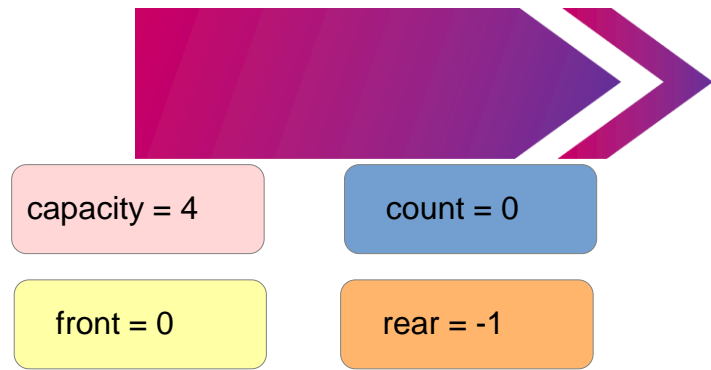 capacity = 4
count = 0
front = 0
rear = -1